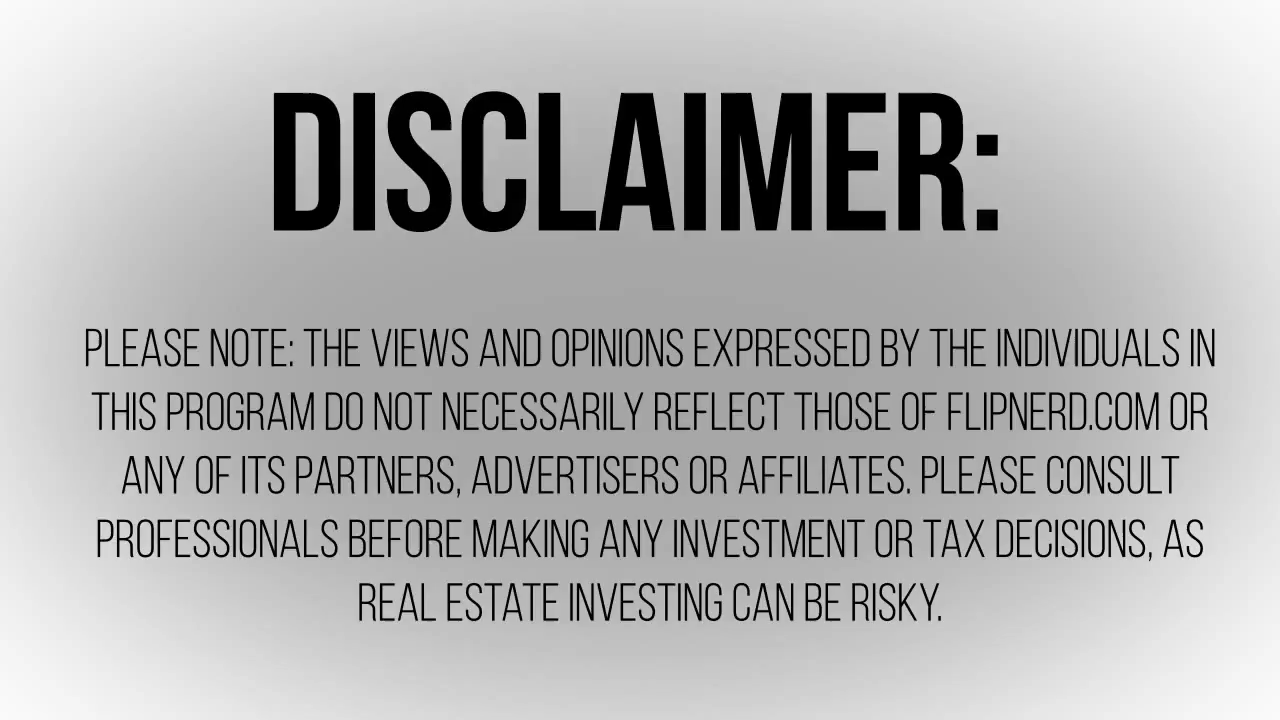 DISCLAIMER:
PLEASE NOTE: THE VIEWS AND OPINIONS EXPRESSED BY THE INDIVIDUALS IN
THIS PROGRAM DO NOT NECESSARILY REFLECT THOSE OF FLIPNERD.COM OR
ANY OF ITS PARTNERS, ADVERTISERS OR AFFILIATES. PLEASE CONSULT
PROFESSIONALS BEFORE MAKING ANY INVESTMENT OR TAX DECISIONS, AS
REAL ESTATE INVESTING CAN BE RISKY.